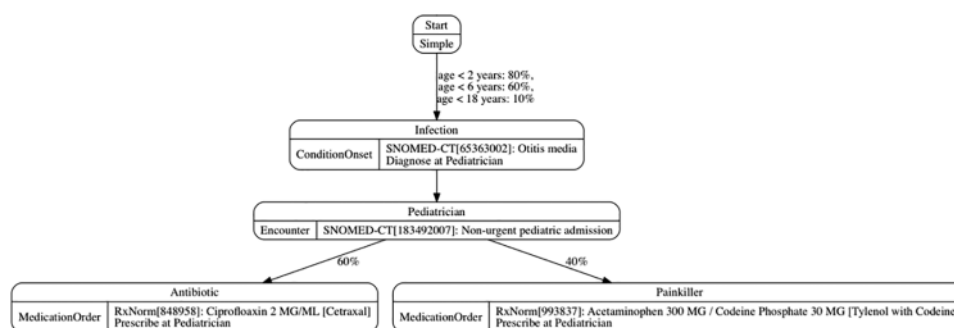 Start
Simple
age < 2 years: 80%,
age < 6 years: 60%,
age < 18 years: 10%
Infection
ConditionOnset
SNOMED-CT[65363002]: Otitis media
Diagnose at Pediatrician
Pediatrician
Encounter
SNOMED-CT[183492007]: Non-urgent pediatric admission
60%
40%
Antibiotic
MedicationOrder
RxNorm[848958]: Ciprofloaxin 2 MG/ML [Cetraxal]
Prescribe at Pediatrician
Painkiller
MedicationOrder
RxNorm[993837]: Acetaminophen 300 MG / Codeine Phosphate 30 MG [Tylenol with Codeine
Prescribe at Pediatrician